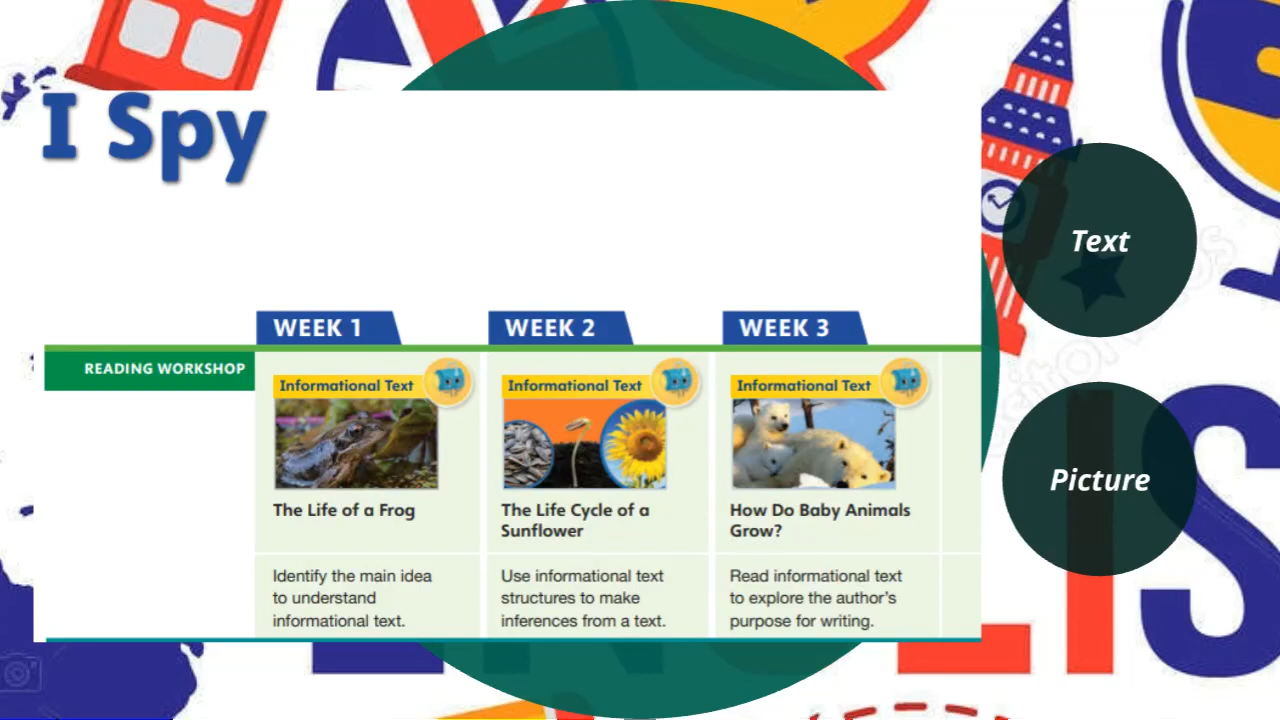 I Spy
Text
WEEK 1
WEEK 2
WEEK 3
READING WORKSHOP
Informational Text
Informational Text
Informational Text
Picture
The Life of a Frog
The Life Cycle of a
Sunflower
How Do Baby Animals
Grow?
Identify the main idea
to understand
informational text.
Use informational text
structures to make
inferences from a text.
Read informational text
to explore the author's
purpose for writing.